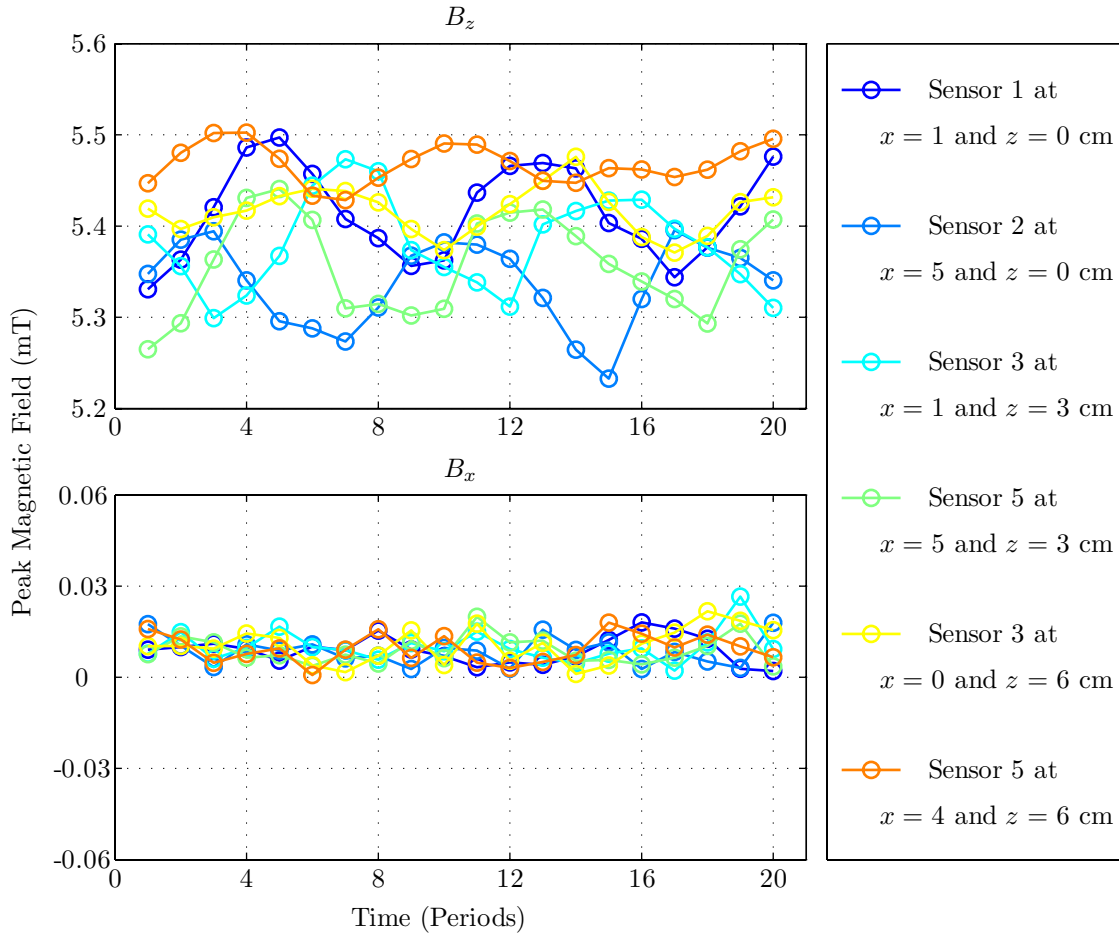 B_z
5.6
5.5
5.4
5.3
5.2
0
4
8
12
16
20
Peak Magnetic Field (mT)
B_x
0.06
0.03
0
-0.03
-0.06
0
4
8
12
16
20
Time (Periods)
Sensor 1 at
x = 1 and z = 0 cm
Sensor 2 at
x = 5 and z = 0 cm
Sensor 3 at
x = 1 and z = 3 cm
Sensor 5 at
x = 5 and z = 3 cm
Sensor 3 at
x = 0 and z = 6 cm
Sensor 5 at
x = 4 and z = 6 cm